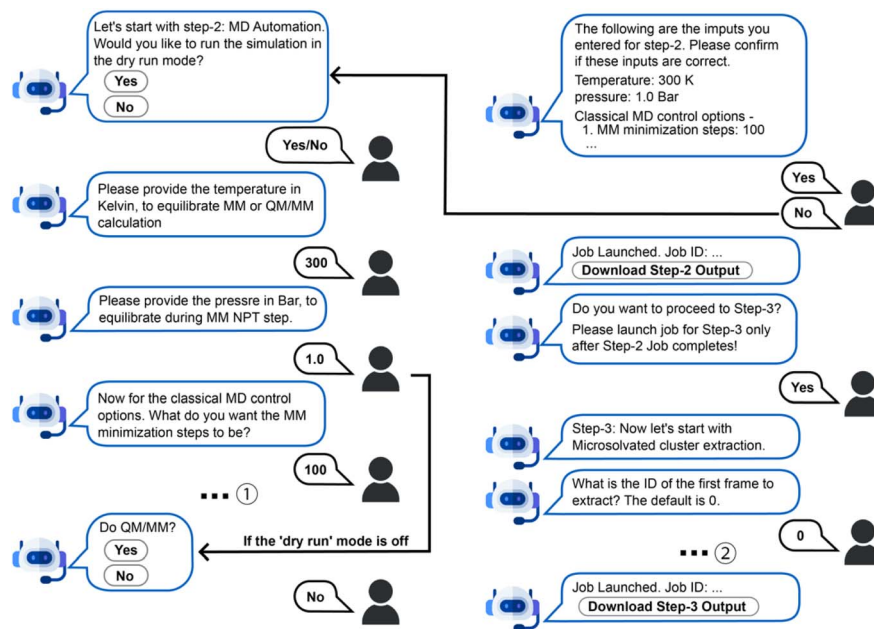 Let's start with step-2: MD Automation.
Would you like to run the simulation in
the dry run mode?
Yes
No
Yes/No
Please provide the temperature in
Kelvin, to equilibrate MM or QM/MM
calculation
300
Please provide the pressre in Bar, to
equilibrate during MM NPT step.
1.0
Now for the classical MD control
options. What do you want the MM
minimization steps to be?
100
... ①
Do QM/MM?
Yes
No
If the 'dry run' mode is off
No
The following are the imputs you
entered for step-2. Please confirm
if these inputs are correct.
Temperature: 300 K
pressure: 1.0 Bar
Classical MD control options -
1. MM minimization steps: 100
...
Yes
No
Job Launched. Job ID: ...
Download Step-2 Output
Do you want to proceed to Step-3?
Please launch job for Step-3 only
after Step-2 Job completes!
Yes
Step-3: Now let's start with
Microsolvated cluster extraction.
What is the ID of the first frame to
extract? The default is 0.
0
... ②
Job Launched. Job ID: ...
Download Step-3 Output